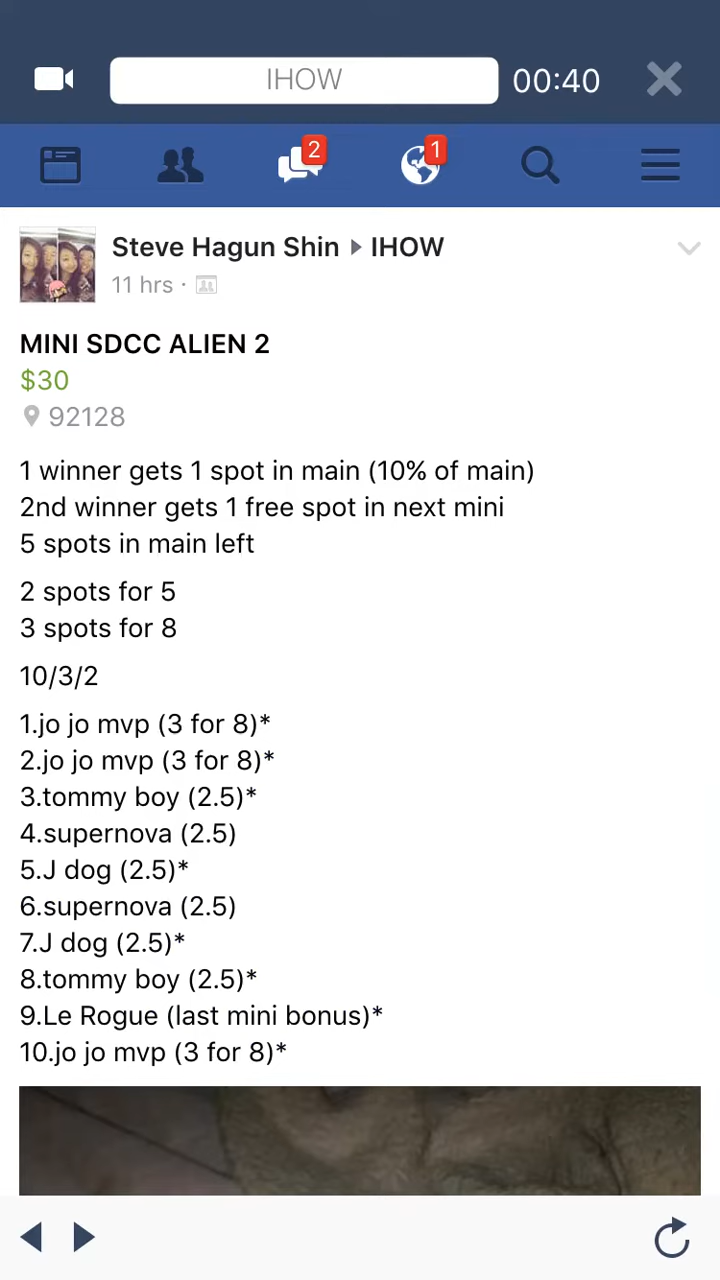 IHOW 00:40
2 1
Steve Hagun Shin ▸ IHOW
11 hrs ·
MINI SDCC ALIEN 2
$30
92128
1 winner gets 1 spot in main (10% of main)
2nd winner gets 1 free spot in next mini
5 spots in main left
2 spots for 5
3 spots for 8
10/3/2
1.jo jo mvp (3 for 8)*
2.jo jo mvp (3 for 8)*
3.tommy boy (2.5)*
4.supernova (2.5)
5.J dog (2.5)*
6.supernova (2.5)
7.J dog (2.5)*
8.tommy boy (2.5)*
9.Le Rogue (last mini bonus)*
10.jo jo mvp (3 for 8)*